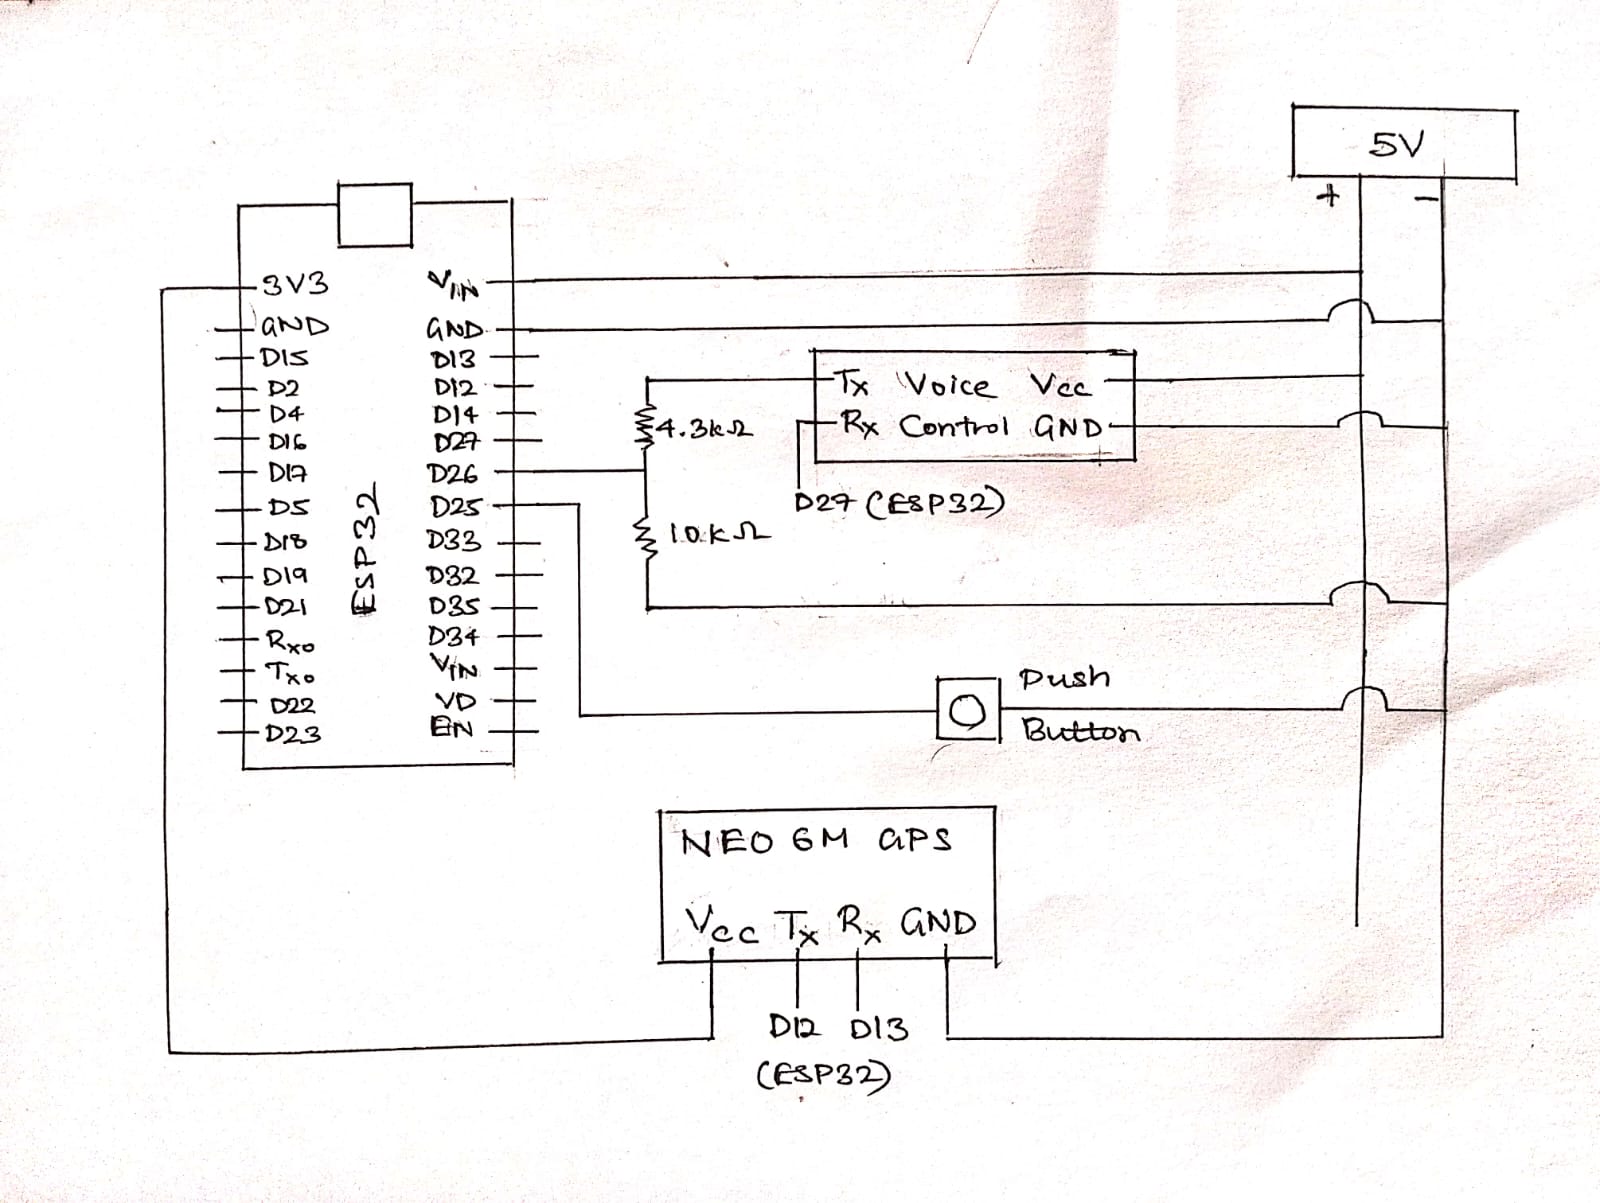 5V
+ −
3V3
GND
D15
D2
D4
D16
D17
D5
D18
D19
D21
Rx0
Tx0
D22
D23
ESP32
VIN
GND
D13
D12
D14
D27
D26
D25
D33
D32
D35
D34
VIN
VD
EN
Tx Voice Vcc
Rx Control GND
D27 (ESP32)
4.3kΩ
10kΩ
Push
Button
NEO 6M GPS
Vcc Tx Rx GND
D12 D13
(ESP32)